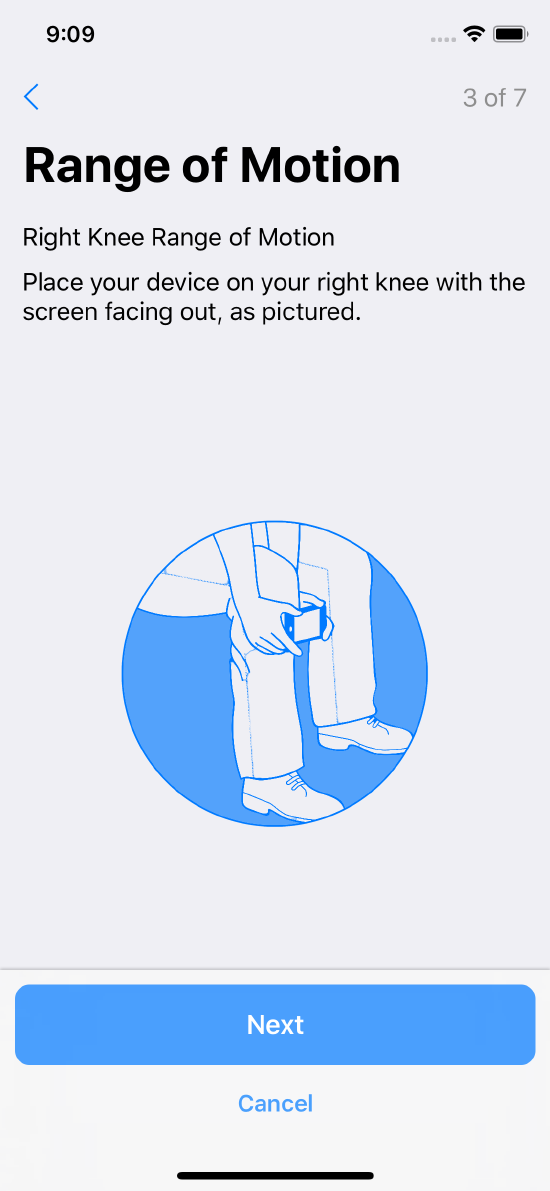 9:09
3 of 7
Range of Motion
Right Knee Range of Motion
Place your device on your right knee with the
screen facing out, as pictured.
Next
Cancel